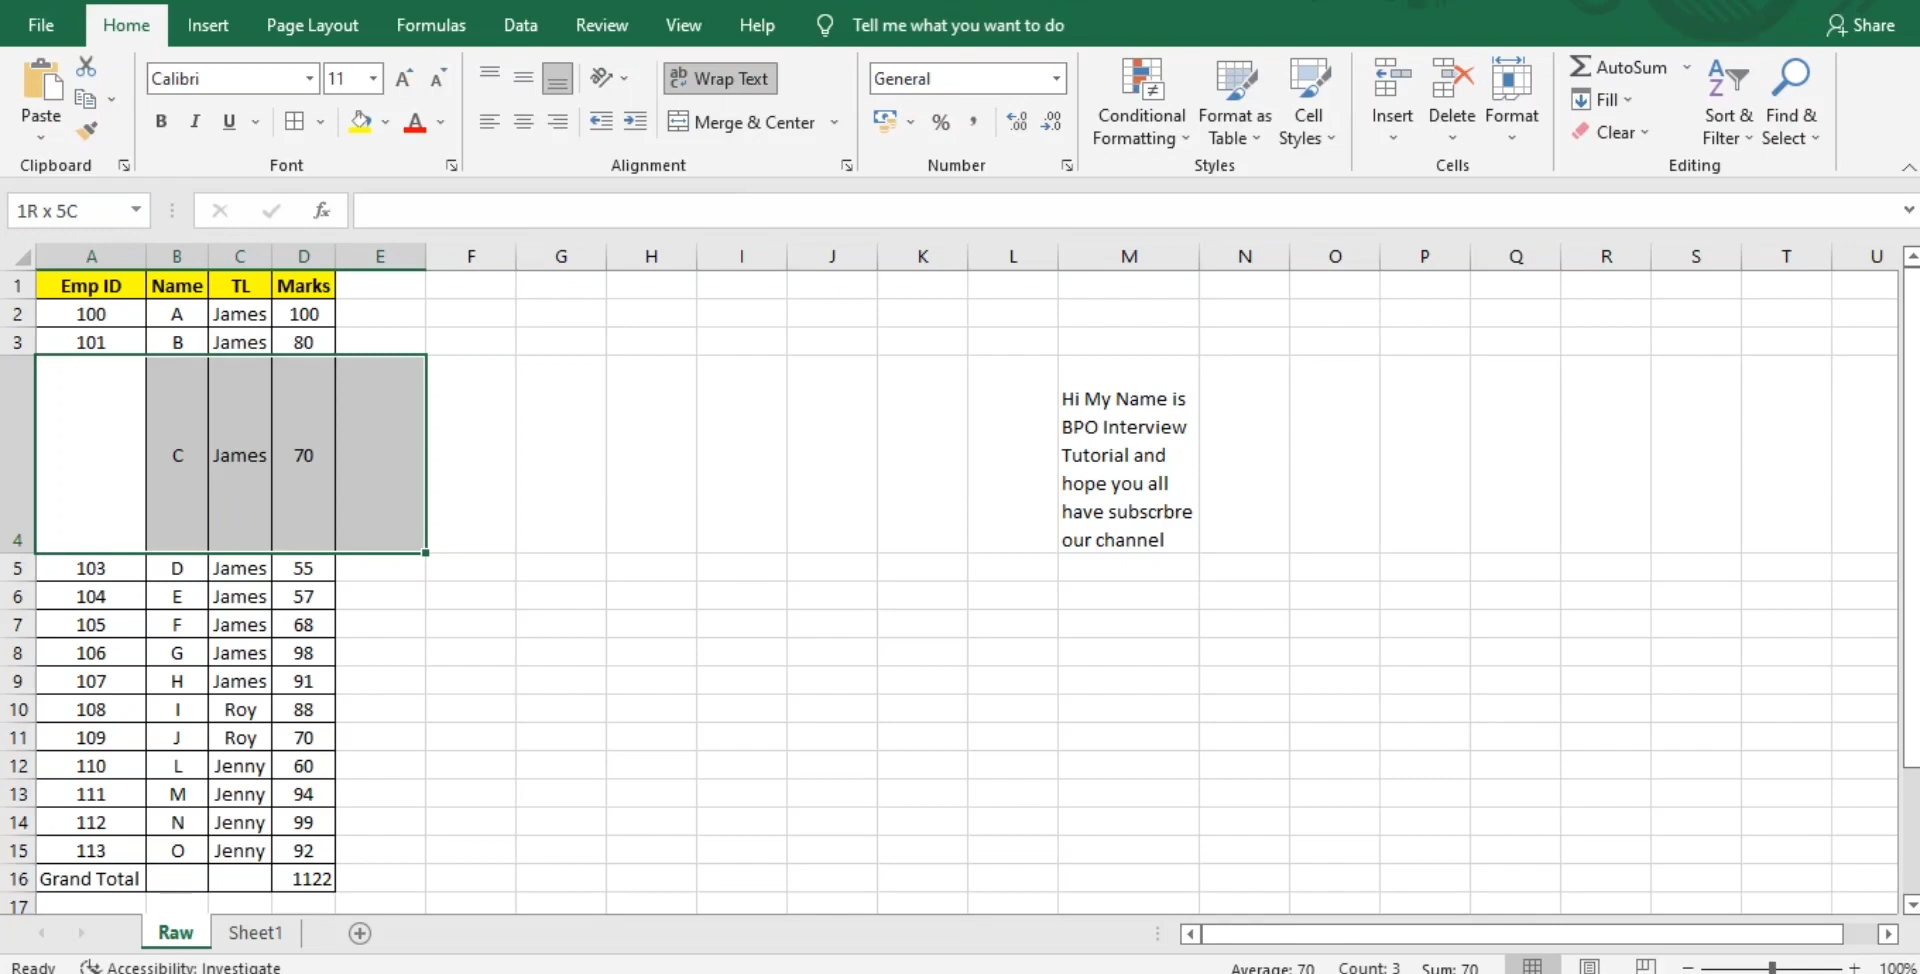 File Home Insert Page Layout Formulas Data Review View Help Tell me what you want to do Share
Calibri 11 ab c Wrap Text General AutoSum
Paste Conditional Formatting Format as Table Cell Styles Insert Delete Format Fill Sort & Filter Find & Select
B I U A Merge & Center % , Clear
Clipboard Font Alignment Number Styles Cells Editing
1R x 5C fx
A B C D E F G H I J K L M N O P Q R S T U
1 Emp ID Name TL Marks
2 100 A James 100
3 101 B James 80
4 C James 70
Hi My Name is
BPO Interview
Tutorial and
hope you all
have subscrbre
our channel
5 103 D James 55
6 104 E James 57
7 105 F James 68
8 106 G James 98
9 107 H James 91
10 108 I Roy 88
11 109 J Roy 70
12 110 L Jenny 60
13 111 M Jenny 94
14 112 N Jenny 99
15 113 O Jenny 92
16 Grand Total 1122
17
Raw Sheet1
Ready Accessibility: Investigate Average: 70 Count: 3 Sum: 70 100%